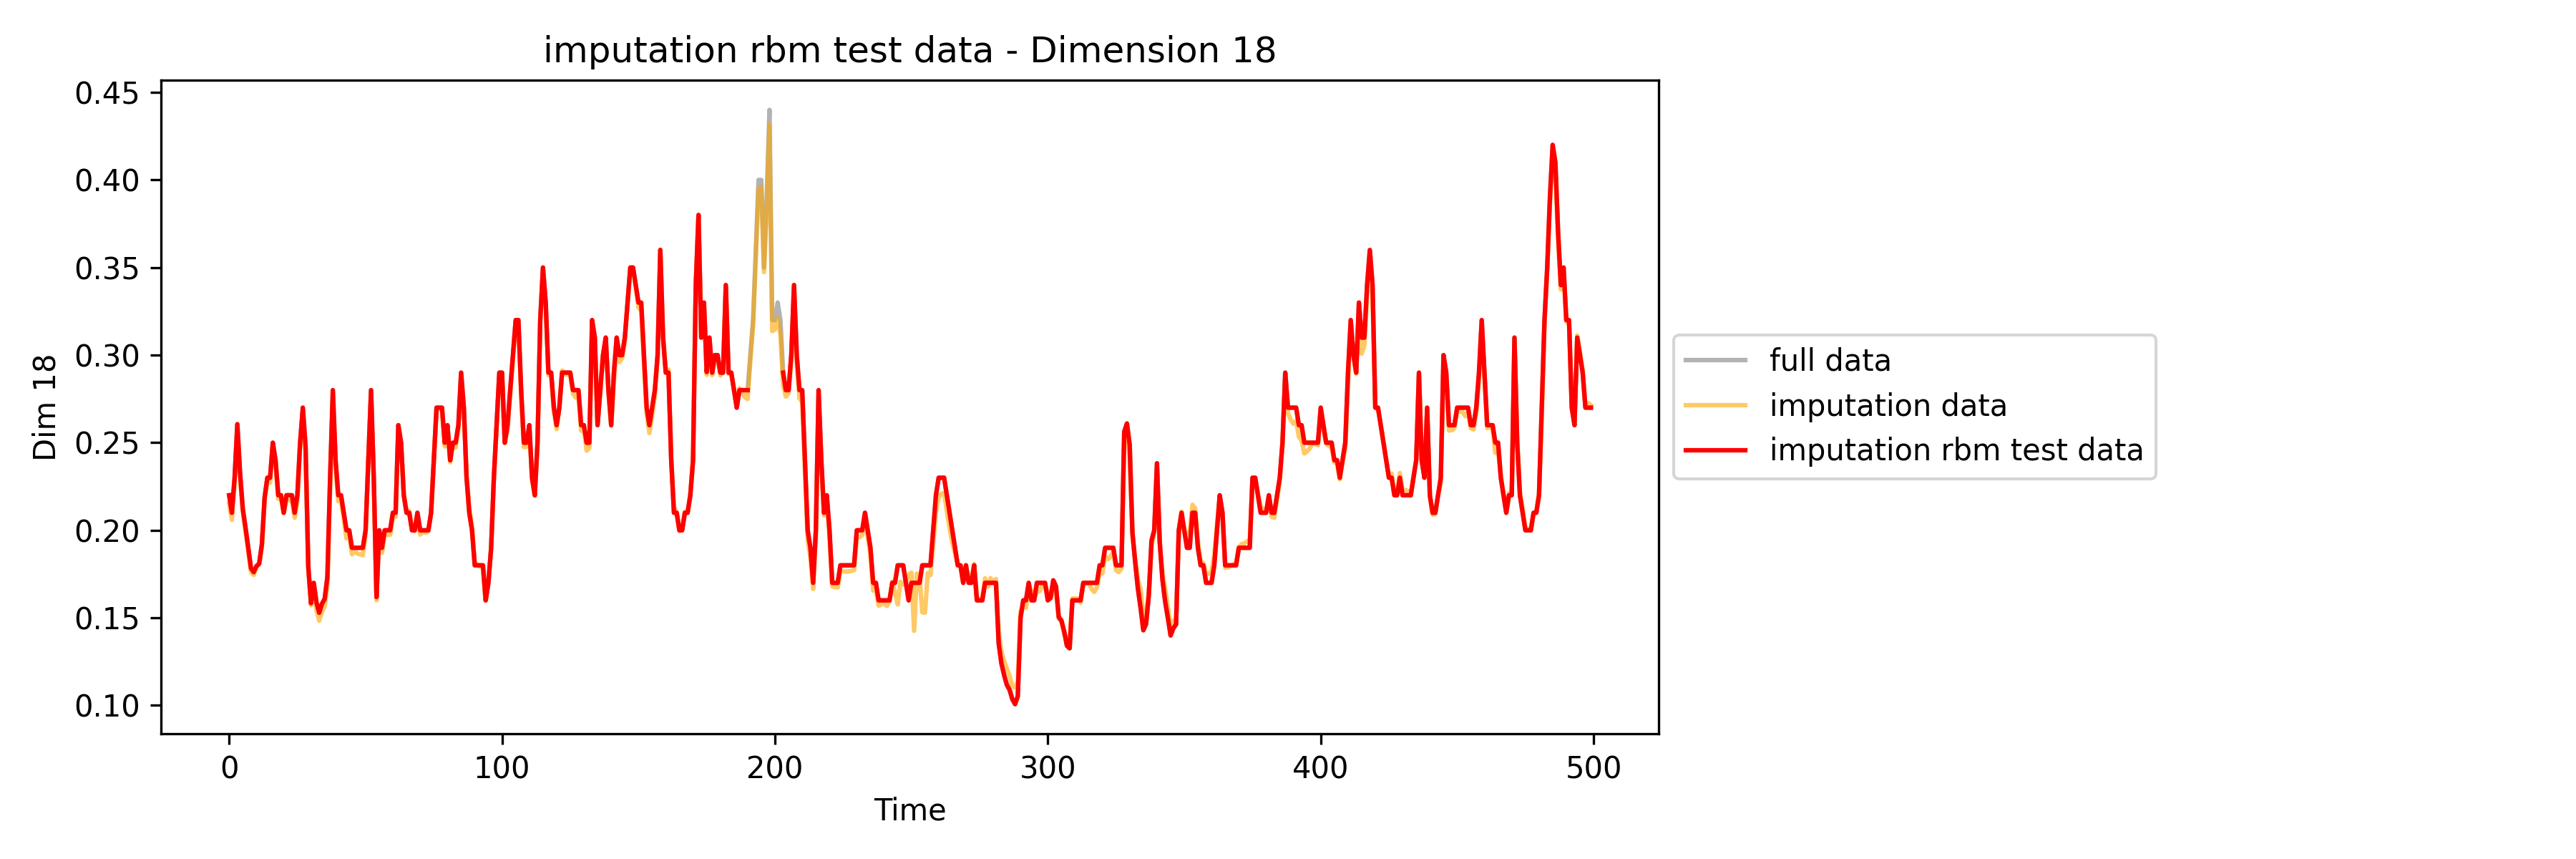 imputation rbm test data - Dimension 18
0.45
0.40
0.35
0.30
0.25
0.20
0.15
0.10
Dim 18
0 100 200 300 400 500
Time
full data
imputation data
imputation rbm test data